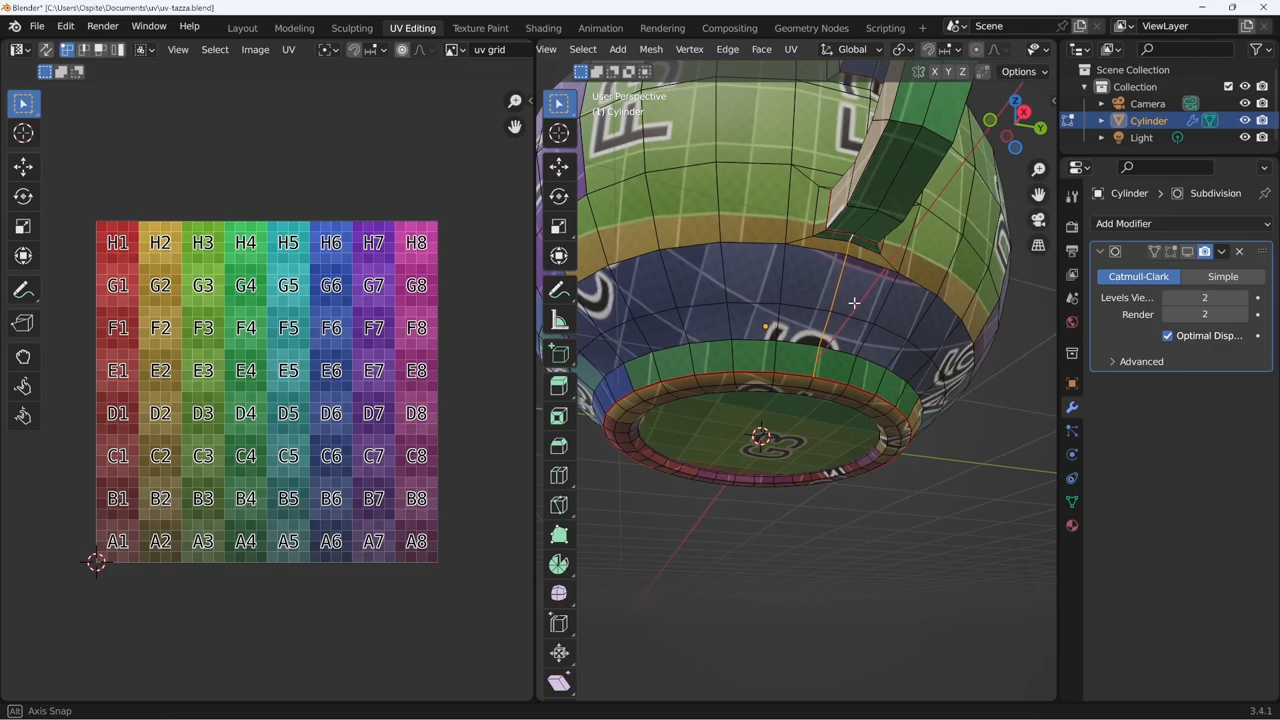 Blender* [C:\Users\Ospite\Documents\uv\uv-tazza.blend]
File Edit Render Window Help Layout Modeling Sculpting UV Editing Texture Paint Shading Animation Rendering Compositing Geometry Nodes Scripting Scene ViewLayer
View Select Image UV uv grid View Select Add Mesh Vertex Edge Face UV Global
X Y Z Options
User Perspective
(1) Cylinder
Scene Collection
Collection
Camera
Cylinder
Light
Cylinder > Subdivision
Add Modifier
Catmull-Clark Simple
Levels Vie... 2
Render 2
Optimal Disp...
Advanced
Z
X
Y
H1 H2 H3 H4 H5 H6 H7 H8
G1 G2 G3 G4 G5 G6 G7 G8
F1 F2 F3 F4 F5 F6 F7 F8
E1 E2 E3 E4 E5 E6 E7 E8
D1 D2 D3 D4 D5 D6 D7 D8
C1 C2 C3 C4 C5 C6 C7 C8
B1 B2 B3 B4 B5 B6 B7 B8
A1 A2 A3 A4 A5 A6 A7 A8
G3
Alt Axis Snap 3.4.1